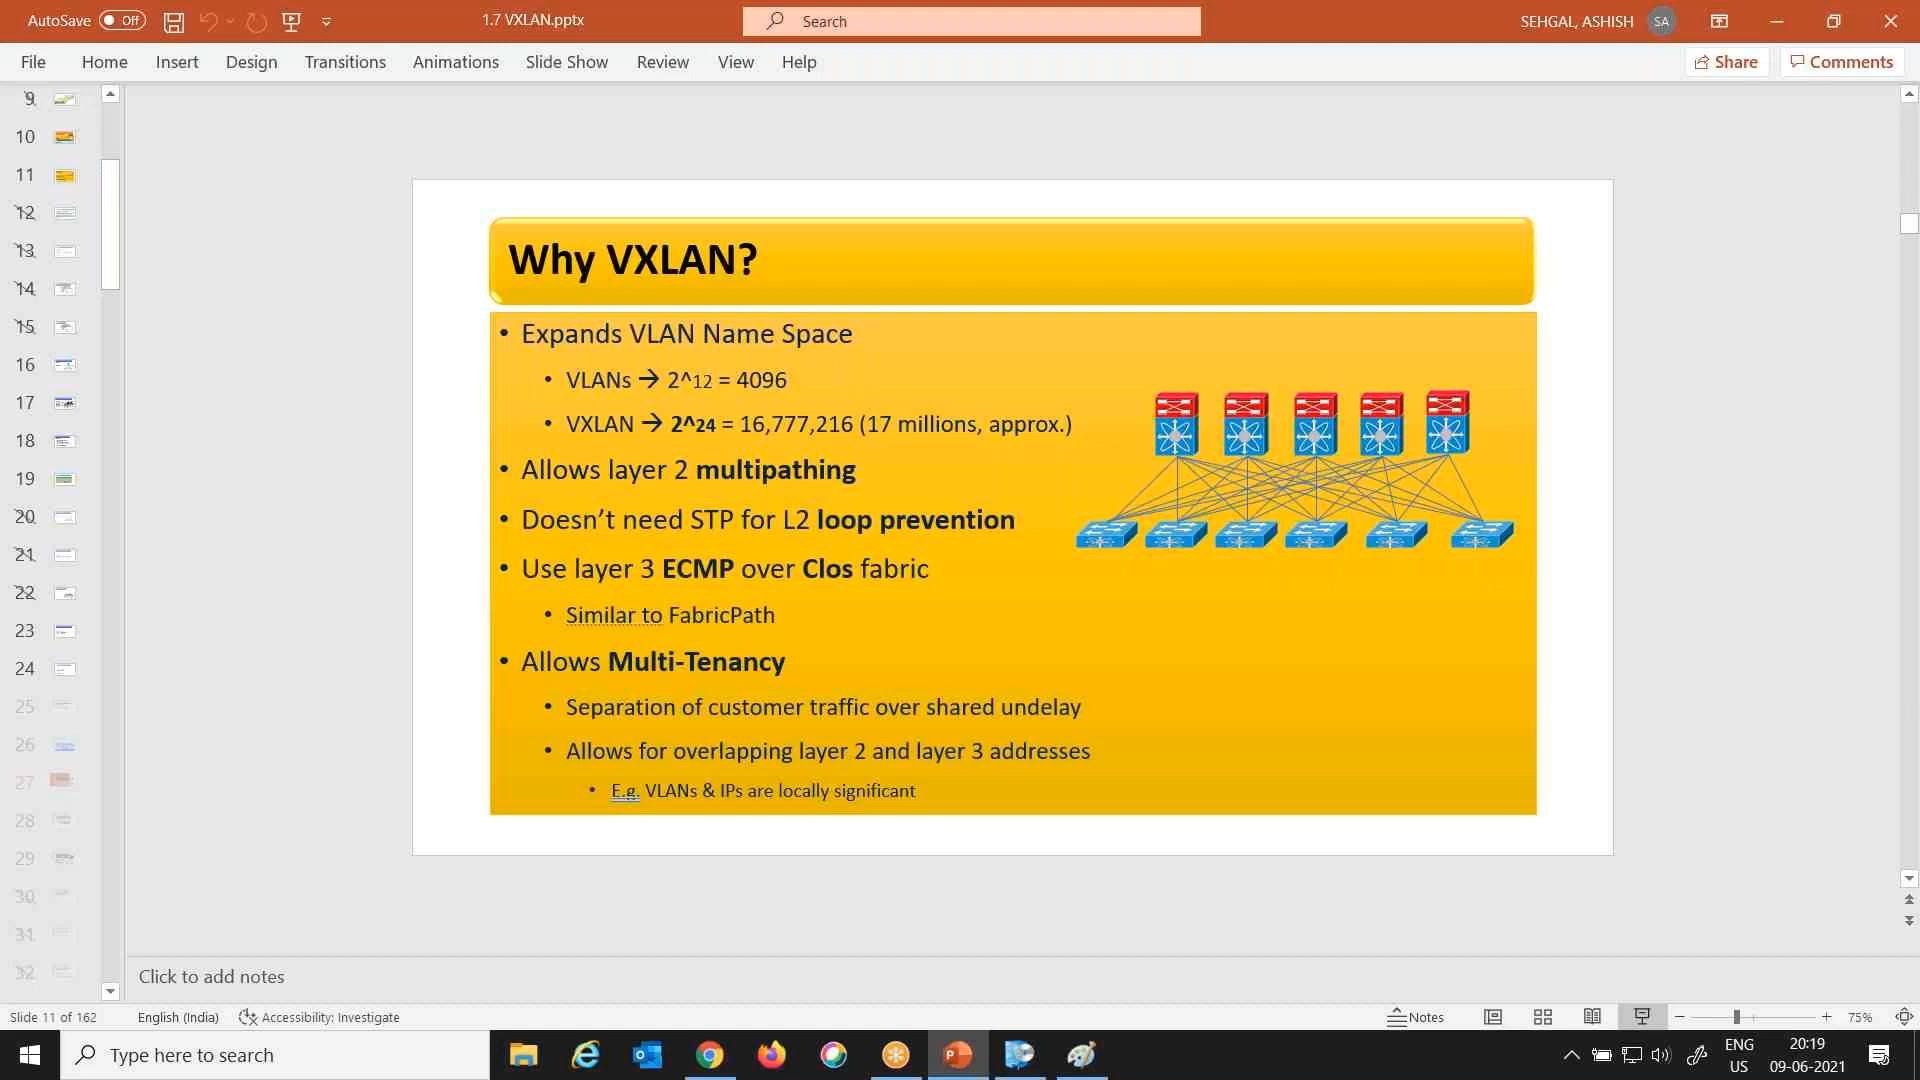 AutoSave Off 1.7 VXLAN.pptx Search SEHGAL, ASHISH SA
File Home Insert Design Transitions Animations Slide Show Review View Help Share Comments
9
10
11
12
13
14
15
16
17
18
19
20
21
22
23
24
25
26
27
28
29
30
31
32
Why VXLAN?
• Expands VLAN Name Space
• VLANs → 2^12 = 4096
• VXLAN → 2^24 = 16,777,216 (17 millions, approx.)
• Allows layer 2 multipathing
• Doesn’t need STP for L2 loop prevention
• Use layer 3 ECMP over Clos fabric
• Similar to FabricPath
• Allows Multi-Tenancy
• Separation of customer traffic over shared undelay
• Allows for overlapping layer 2 and layer 3 addresses
• E.g. VLANs & IPs are locally significant
Click to add notes
Slide 11 of 162 English (India) Accessibility: Investigate Notes 75%
Type here to search
ENG
US
20:19
09-06-2021